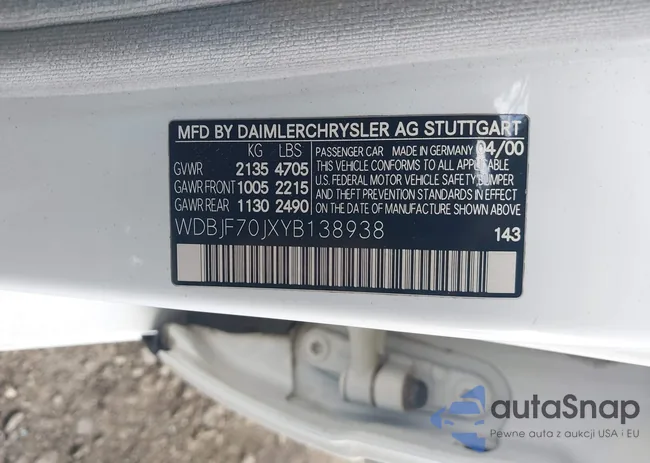 MFD BY DAIMLERCHRYSLER AG STUTTGART
KG LBS
GVWR 2135 4705
GAWR FRONT 1005 2215
GAWR REAR 1130 2490
PASSENGER CAR MADE IN GERMANY 04/00
THIS VEHICLE CONFORMS TO ALL APPLICABLE
U.S. FEDERAL MOTOR VEHICLE SAFETY, BUMPER
AND THEFT PREVENTION STANDARDS IN EFFECT
ON DATE OF MANUFACTURE SHOWN ABOVE.
WDBJF70JXYB138938
143
autoSnap
Pewne auta z aukcji USA i EU